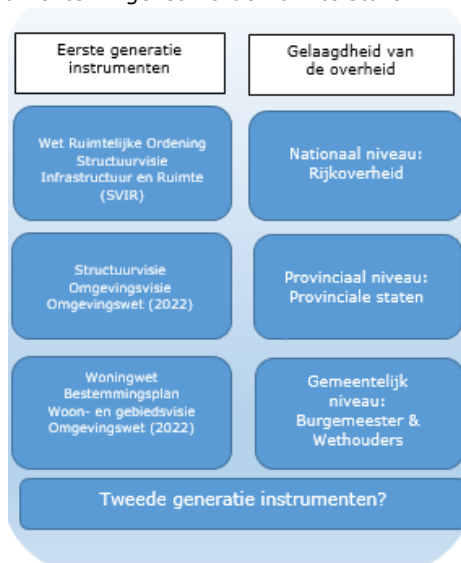 Eerste generatie
instrumenten
Gelaagdheid van
de overheid
Wet Ruimtelijke Ordening
Structuurvisie
Infrastructuur en Ruimte
(SVIR)
Nationaal niveau:
Rijkoverheid
Structuurvisie
Omgevingsvisie
Omgevingswet (2022)
Provinciaal niveau:
Provinciale staten
Woningwet
Bestemmingsplan
Woon- en gebiedsvisie
Omgevingswet (2022)
Gemeentelijk
niveau:
Burgemeester &
Wethouders
Tweede generatie instrumenten?